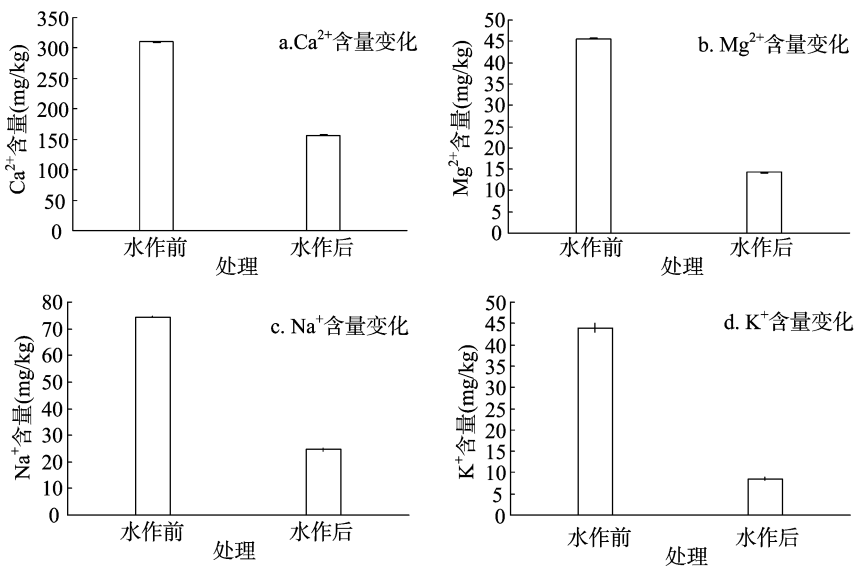 a.Ca²⁺含量变化
Ca²⁺含量(mg/kg)
350
300
250
200
150
100
50
0
水作前
水作后
处理
b. Mg²⁺含量变化
Mg²⁺含量(mg/kg)
50
45
40
35
30
25
20
15
10
5
0
水作前
水作后
处理
c. Na⁺含量变化
Na⁺含量(mg/kg)
80
70
60
50
40
30
20
10
0
水作前
水作后
处理
d. K⁺含量变化
K⁺含量(mg/kg)
50
45
40
35
30
25
20
15
10
5
0
水作前
水作后
处理